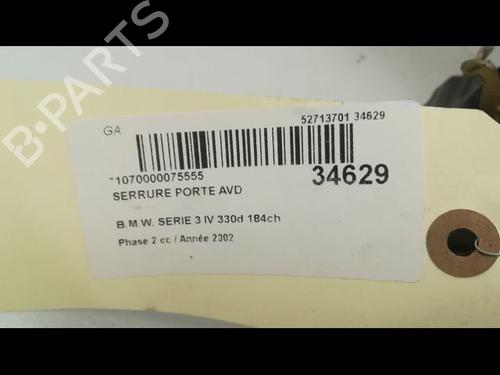 B-PARTS
GA
52713701 34629
*1070000075555
34629
SERRURE PORTE AVD
B.M.W. SERIE 3 IV 330d 184ch
Phase 2 cc / Année 2002